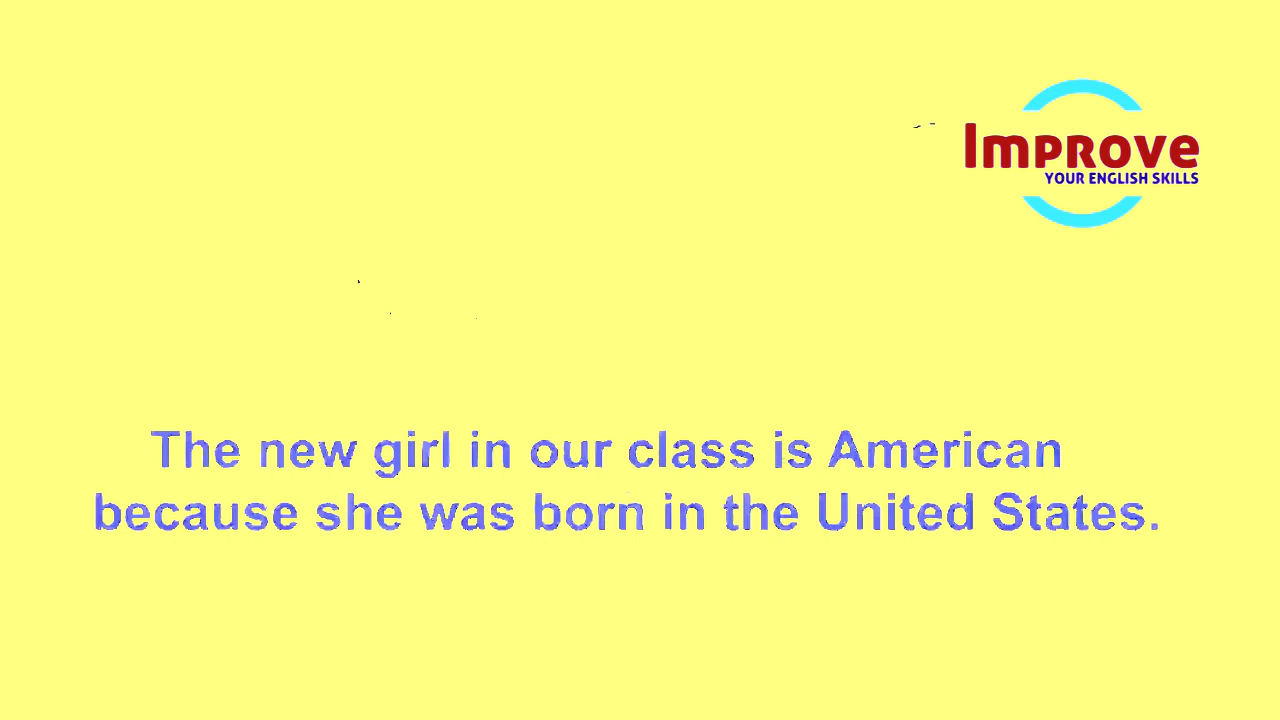 Improve
YOUR ENGLISH SKILLS
The new girl in our class is American
because she was born in the United States.